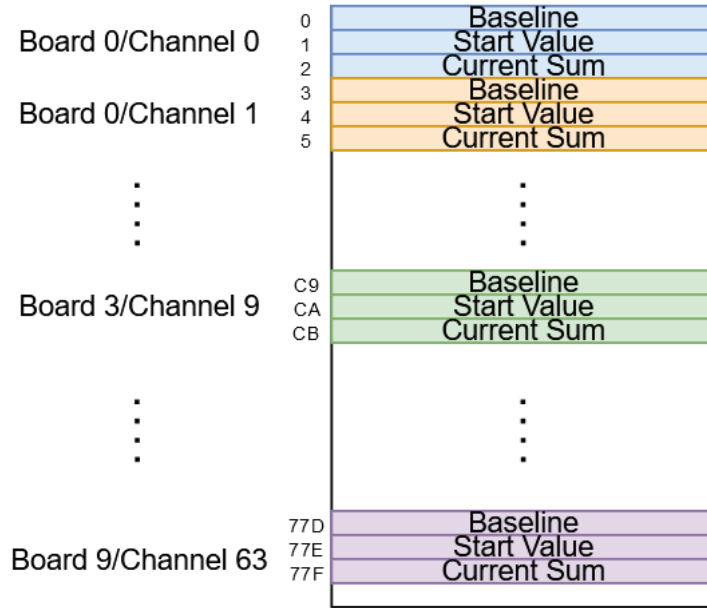 0 Baseline
Board 0/Channel 0 1 Start Value
2 Current Sum
3 Baseline
Board 0/Channel 1 4 Start Value
5 Current Sum
C9 Baseline
Board 3/Channel 9 CA Start Value
CB Current Sum
77D Baseline
Board 9/Channel 63 77E Start Value
77F Current Sum